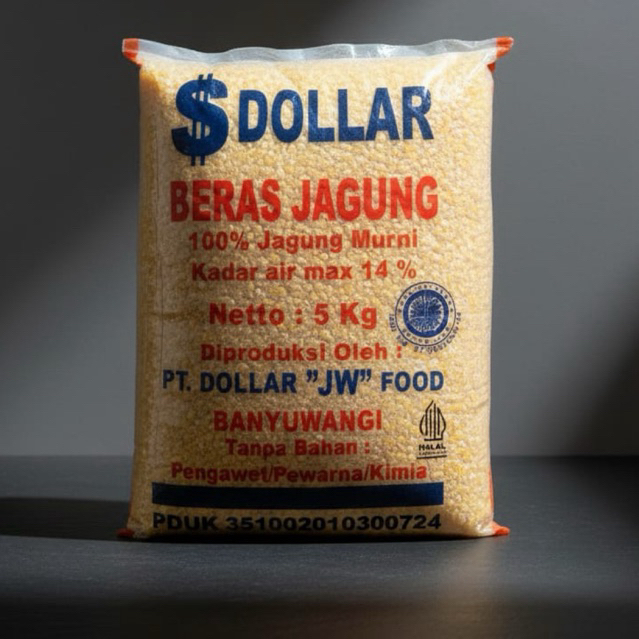 $ DOLLAR
BERAS JAGUNG
100% Jagung Murni
Kadar air max 14 %
Netto : 5 Kg
Diproduksi Oleh :
PT. DOLLAR ”JW” FOOD
BANYUWANGI
Tanpa Bahan :
Pengawet/Pewarna/Kimia
HALAL
PDUK 351002010300724